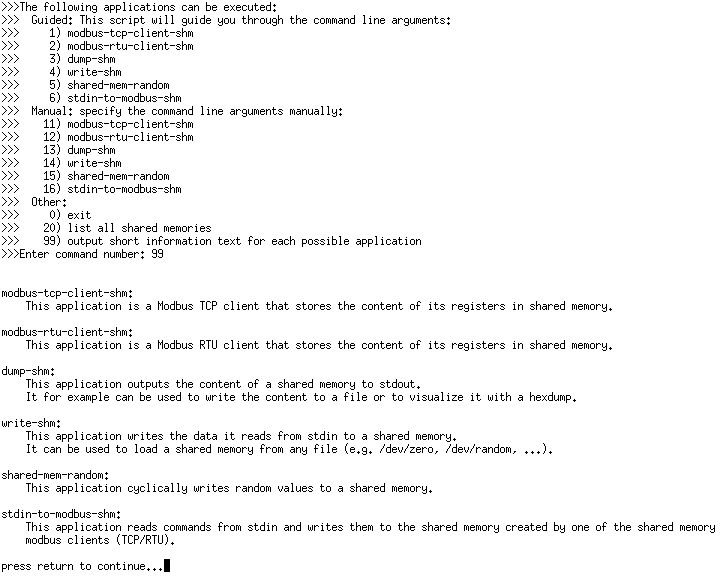 >>>The following applications can be executed:
>>>  Guided: This script will guide you through the command line arguments:
>>>     1) modbus-tcp-client-shm
>>>     2) modbus-rtu-client-shm
>>>     3) dump-shm
>>>     4) write-shm
>>>     5) shared-mem-random
>>>     6) stdin-to-modbus-shm
>>>  Manual: specify the command line arguments manually:
>>>    11) modbus-tcp-client-shm
>>>    12) modbus-rtu-client-shm
>>>    13) dump-shm
>>>    14) write-shm
>>>    15) shared-mem-random
>>>    16) stdin-to-modbus-shm
>>>  Other:
>>>     0) exit
>>>    20) list all shared memories
>>>    99) output short information text for each possible application
>>>Enter command number: 99
modbus-tcp-client-shm:
    This application is a Modbus TCP client that stores the content of its registers in shared memory.
modbus-rtu-client-shm:
    This application is a Modbus RTU client that stores the content of its registers in shared memory.
dump-shm:
    This application outputs the content of a shared memory to stdout.
    It for example can be used to write the content to a file or to visualize it with a hexdump.
write-shm:
    This application writes the data it reads from stdin to a shared memory.
    It can be used to load a shared memory from any file (e.g. /dev/zero, /dev/random, ...).
shared-mem-random:
    This application cyclically writes random values to a shared memory.
stdin-to-modbus-shm:
    This application reads commands from stdin and writes them to the shared memory created by one of the shared memory
    modbus clients (TCP/RTU).
press return to continue...